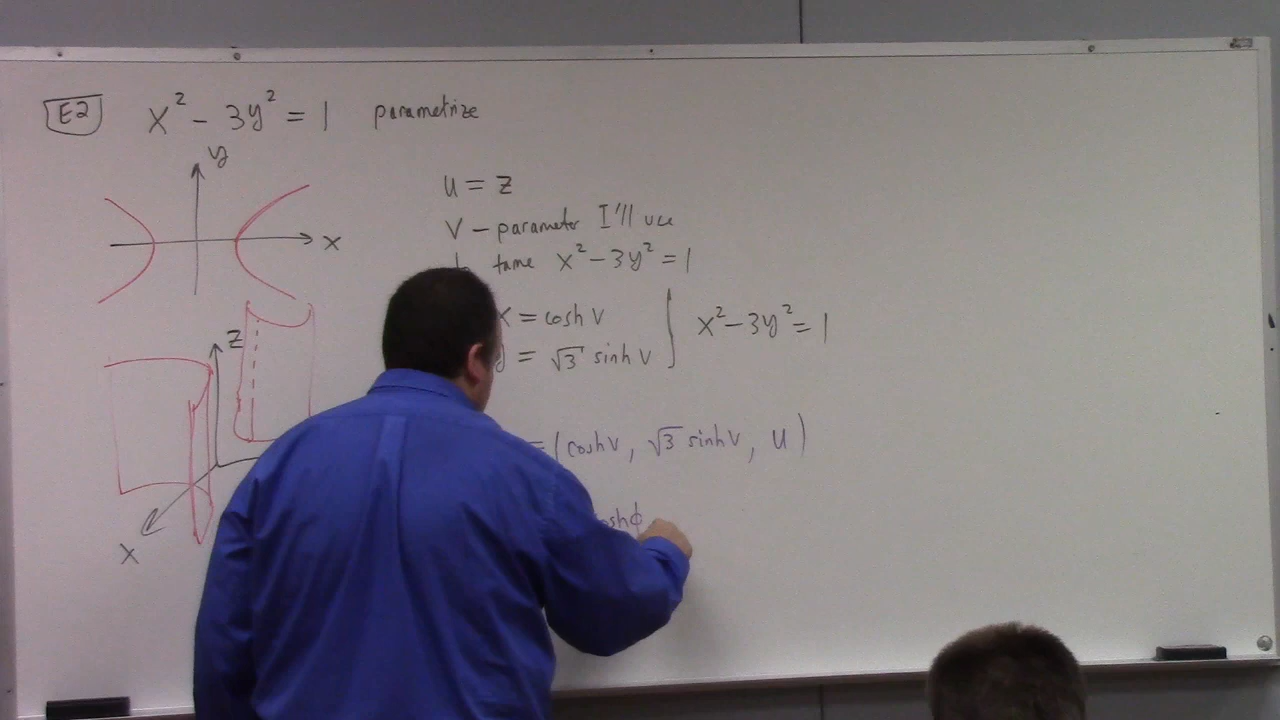 E2 x² - 3y² = 1 parametrize
y
x
z
x
u = z
v - parameter I'll use
tame x² - 3y² = 1
x = cosh v
y = √3 sinh v } x² - 3y² = 1
= (cosh v, √3 sinh v, u)
cosh ϕ